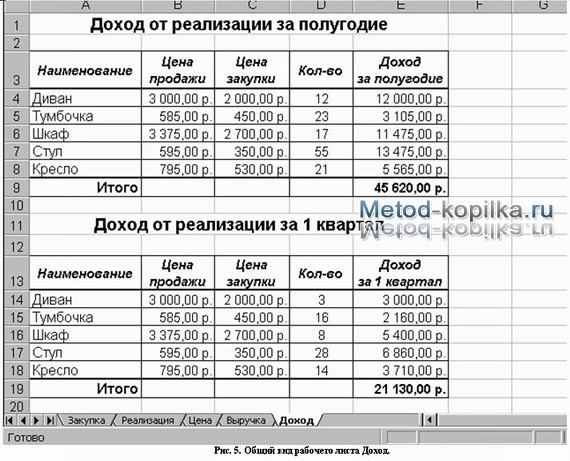 A B C D E F G
1 Доход от реализации за полугодие
2
3 Наименование Цена продажи Цена закупки Кол-во Доход за полугодие
4 Диван 3 000,00 р. 2 000,00 р. 12 12 000,00 р.
5 Тумбочка 585,00 р. 450,00 р. 23 3 105,00 р.
6 Шкаф 3 375,00 р. 2 700,00 р. 17 11 475,00 р.
7 Стул 595,00 р. 350,00 р. 55 13 475,00 р.
8 Кресло 795,00 р. 530,00 р. 21 5 565,00 р.
9 Итого 45 620,00 р.
10
Metod-kopilka.ru
11 Доход от реализации за 1 квартал
12
13 Наименование Цена продажи Цена закупки Кол-во Доход за 1 квартал
14 Диван 3 000,00 р. 2 000,00 р. 3 3 000,00 р.
15 Тумбочка 585,00 р. 450,00 р. 16 2 160,00 р.
16 Шкаф 3 375,00 р. 2 700,00 р. 8 5 400,00 р.
17 Стул 595,00 р. 350,00 р. 28 6 860,00 р.
18 Кресло 795,00 р. 530,00 р. 14 3 710,00 р.
19 Итого 21 130,00 р.
20
Закупка Реализация Цена Выручка Доход
Готово
Рис. 5. Общий вид рабочего листа Доход.